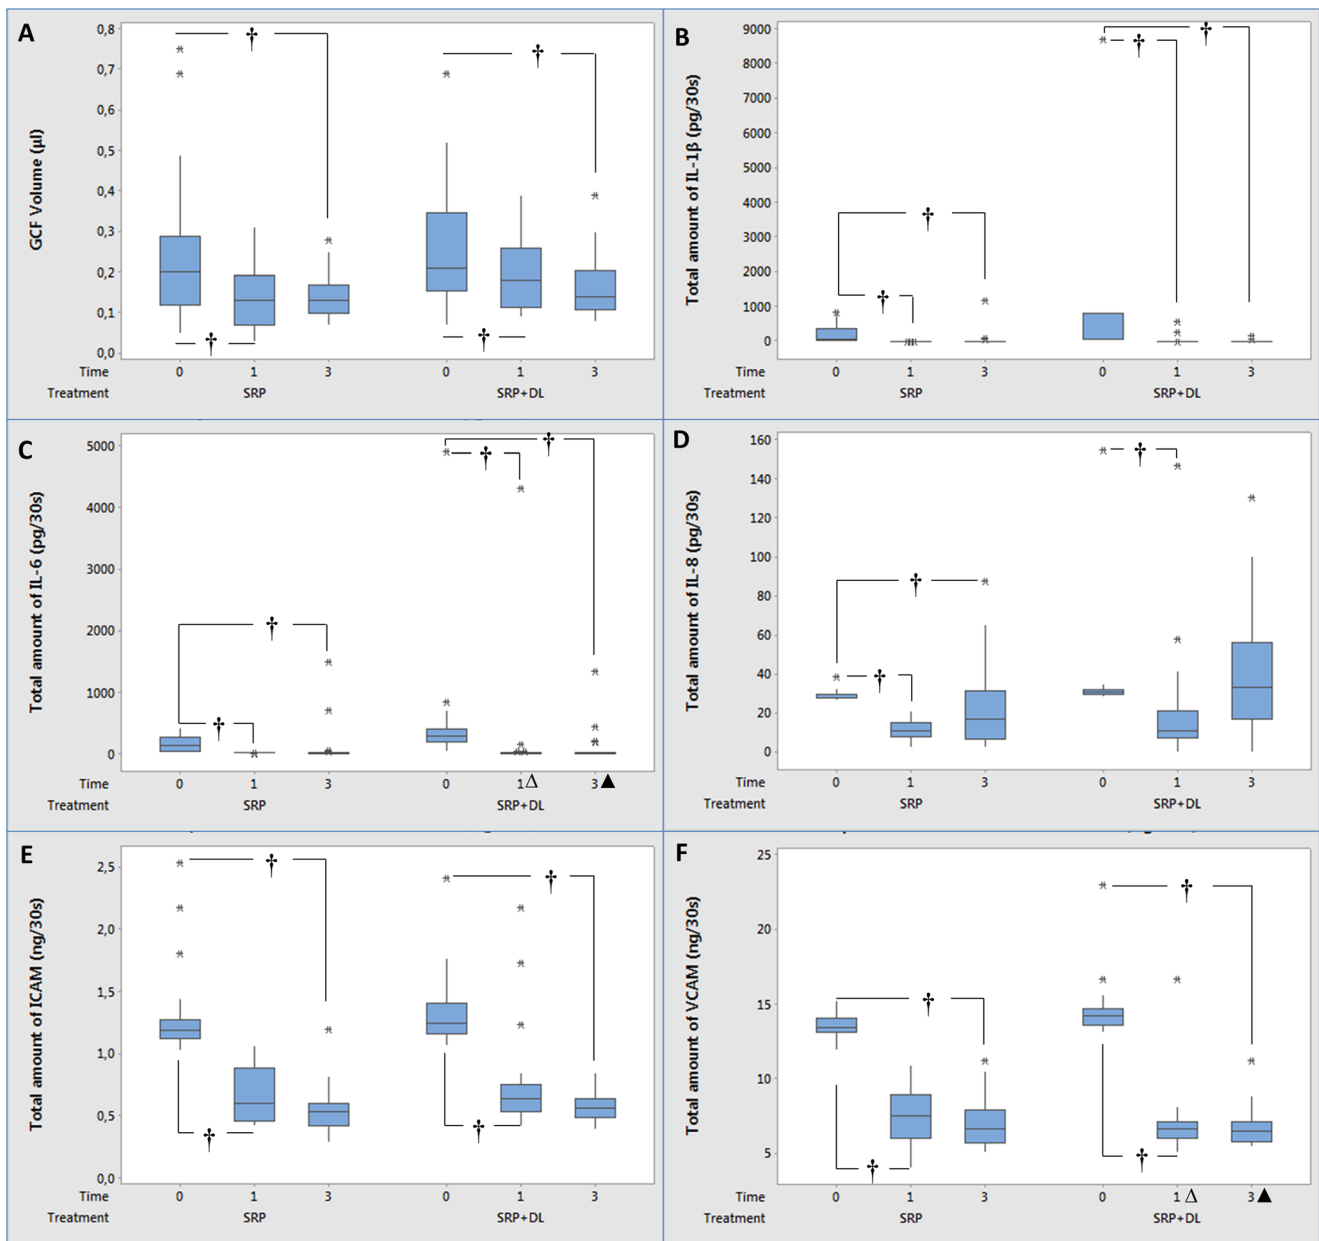 A
GCF Volume (µl)
0,8
0,7
0,6
0,5
0,4
0,3
0,2
0,1
0,0
†
†
†
†
Time 0 1 3 0 1 3
Treatment SRP SRP+DL
B
Total amount of IL-1β (pg/30s)
9000
8000
7000
6000
5000
4000
3000
2000
1000
0
†
†
†
†
Time 0 1 3 0 1 3
Treatment SRP SRP+DL
C
Total amount of IL-6 (pg/30s)
5000
4000
3000
2000
1000
0
†
†
†
†
Time 0 1 3 0 1Δ 3▲
Treatment SRP SRP+DL
D
Total amount of IL-8 (pg/30s)
160
140
120
100
80
60
40
20
0
†
†
†
Time 0 1 3 0 1 3
Treatment SRP SRP+DL
E
Total amount of ICAM (ng/30s)
2,5
2,0
1,5
1,0
0,5
0,0
†
†
†
†
Time 0 1 3 0 1 3
Treatment SRP SRP+DL
F
Total amount of VCAM (ng/30s)
25
20
15
10
5
†
†
†
†
Time 0 1 3 0 1Δ 3▲
Treatment SRP SRP+DL